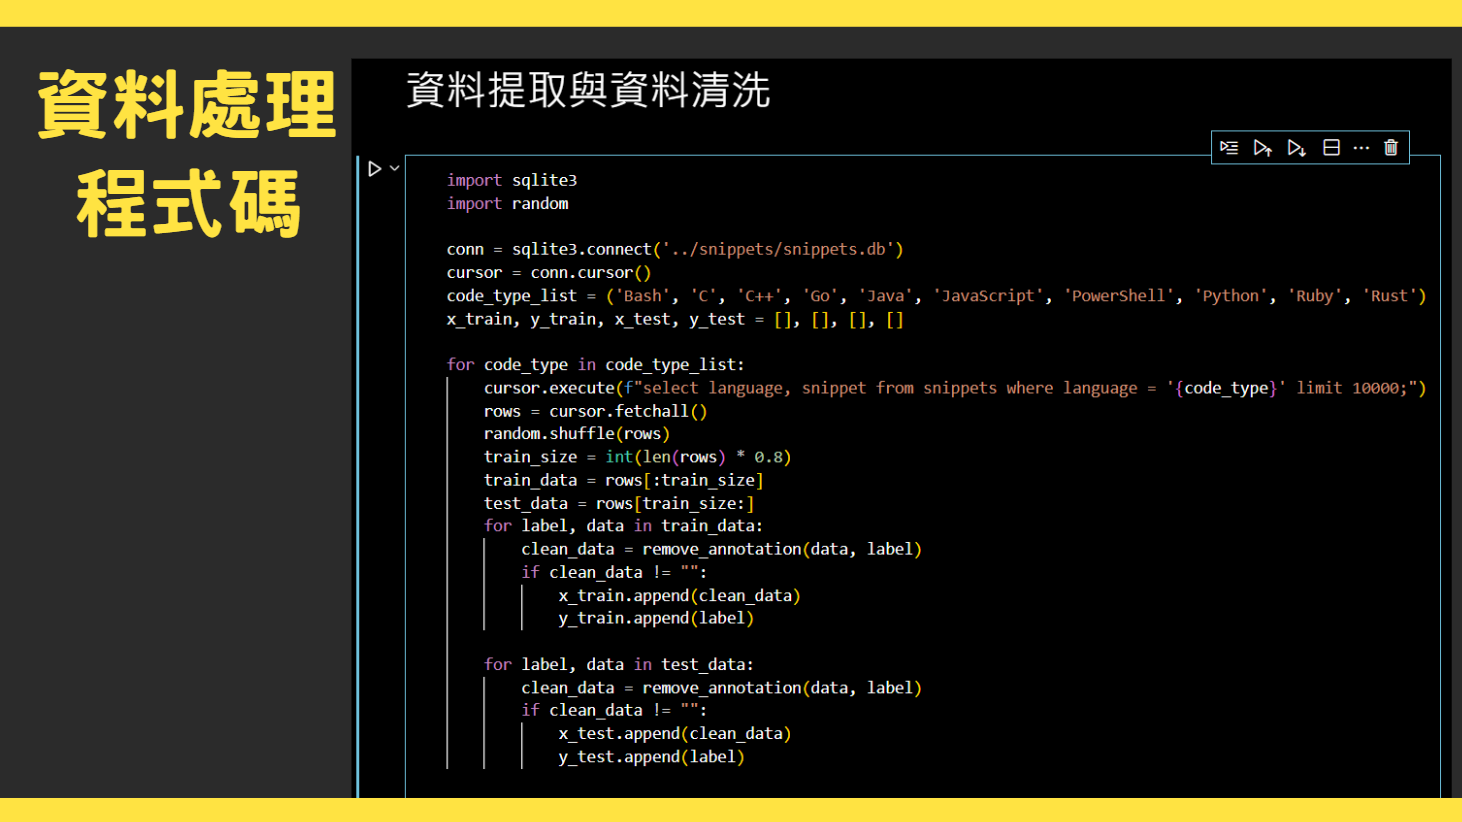 資料處理
程式碼
資料提取與資料清洗
import sqlite3
import random
conn = sqlite3.connect('../snippets/snippets.db')
cursor = conn.cursor()
code_type_list = ('Bash', 'C', 'C++', 'Go', 'Java', 'JavaScript', 'PowerShell', 'Python', 'Ruby', 'Rust')
x_train, y_train, x_test, y_test = [], [], [], []
for code_type in code_type_list:
cursor.execute(f"select language, snippet from snippets where language = '{code_type}' limit 10000;")
rows = cursor.fetchall()
random.shuffle(rows)
train_size = int(len(rows) * 0.8)
train_data = rows[:train_size]
test_data = rows[train_size:]
for label, data in train_data:
clean_data = remove_annotation(data, label)
if clean_data != "":
x_train.append(clean_data)
y_train.append(label)
for label, data in test_data:
clean_data = remove_annotation(data, label)
if clean_data != "":
x_test.append(clean_data)
y_test.append(label)